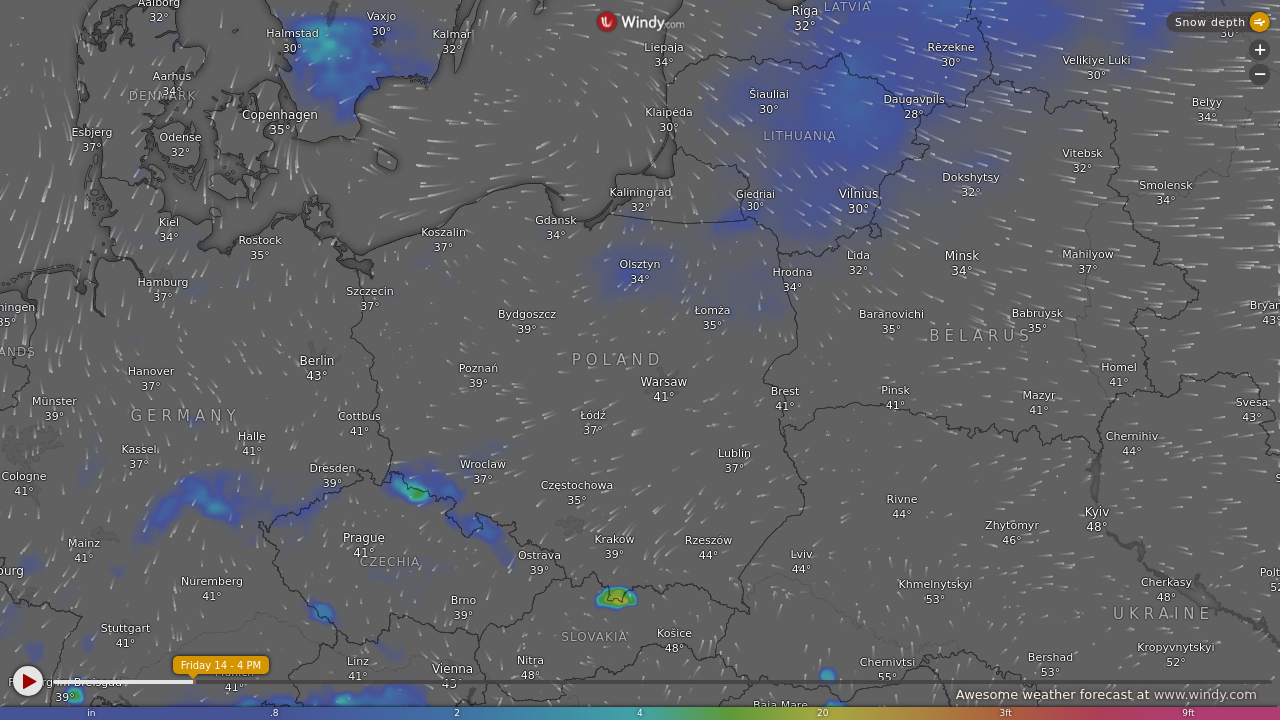 Aalborg
32°
Halmstad
30°
Vaxjo
30°
Kalmar
32°
Windy.com
Riga
32°
LATVIA
Snow depth
30°
Liepaja
34°
Rēzekne
30°
Velikiye Luki
30°
Aarhus
34°
DENMARK
Šiauliai
30°
Daugavpils
28°
Belyy
34°
Copenhagen
35°
Klaipėda
30°
Esbjerg
37°
Odense
32°
LITHUANIA
Vitebsk
32°
Dokshytsy
32°
Smolensk
34°
Kaliningrad
32°
Giedriai
30°
Vilnius
30°
Kiel
34°
Gdansk
34°
Koszalin
37°
Rostock
35°
Lida
32°
Minsk
34°
Mahilyow
37°
Olsztyn
34°
Hrodna
34°
Hamburg
37°
Szczecin
37°
ningen
35°
Bydgoszcz
39°
Łomża
35°
Baranovichi
35°
Babruysk
35°
Bryan
43°
BELARUS
ANDS
POLAND
Berlin
43°
Hanover
37°
Poznań
39°
Warsaw
41°
Homel
41°
Brest
41°
Pinsk
41°
Mazyr
41°
Münster
39°
GERMANY
Cottbus
41°
Łódź
37°
Svesa
43°
Halle
41°
Chernihiv
44°
Kassel
37°
Lublin
37°
Cologne
41°
Dresden
39°
Wroclaw
37°
Częstochowa
35°
Rivne
44°
Kyiv
48°
Zhytomyr
46°
Mainz
41°
Prague
41°
CZECHIA
Ostrava
39°
Krakow
39°
Rzeszów
44°
Lviv
44°
burg
Nuremberg
41°
Khmelnytskyi
53°
Cherkasy
48°
Polt
52
Brno
39°
UKRAINE
Stuttgart
41°
SLOVAKIA
Košice
48°
Kropyvnytskyi
52°
Friday 14 - 4 PM
Linz
41°
Vienna
43°
Nitra
48°
Chernivtsi
55°
Bershad
53°
39°
41°
Baia Mare
Awesome weather forecast at www.windy.com
in .8 2 4 20 3ft 9ft